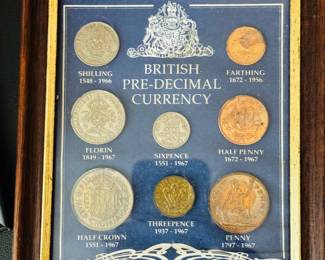 SHILLING
1548 - 1966
FARTHING
1672 - 1956
BRITISH
PRE-DECIMAL
CURRENCY
FLORIN
1849 - 1967
SIXPENCE
1551 - 1967
HALF PENNY
1672 - 1967
HALF CROWN
1551 - 1967
THREEPENCE
1937 - 1967
PENNY
1797 - 1967